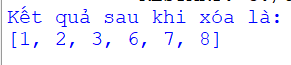 Kết quả sau khi xóa là:
[1, 2, 3, 6, 7, 8]